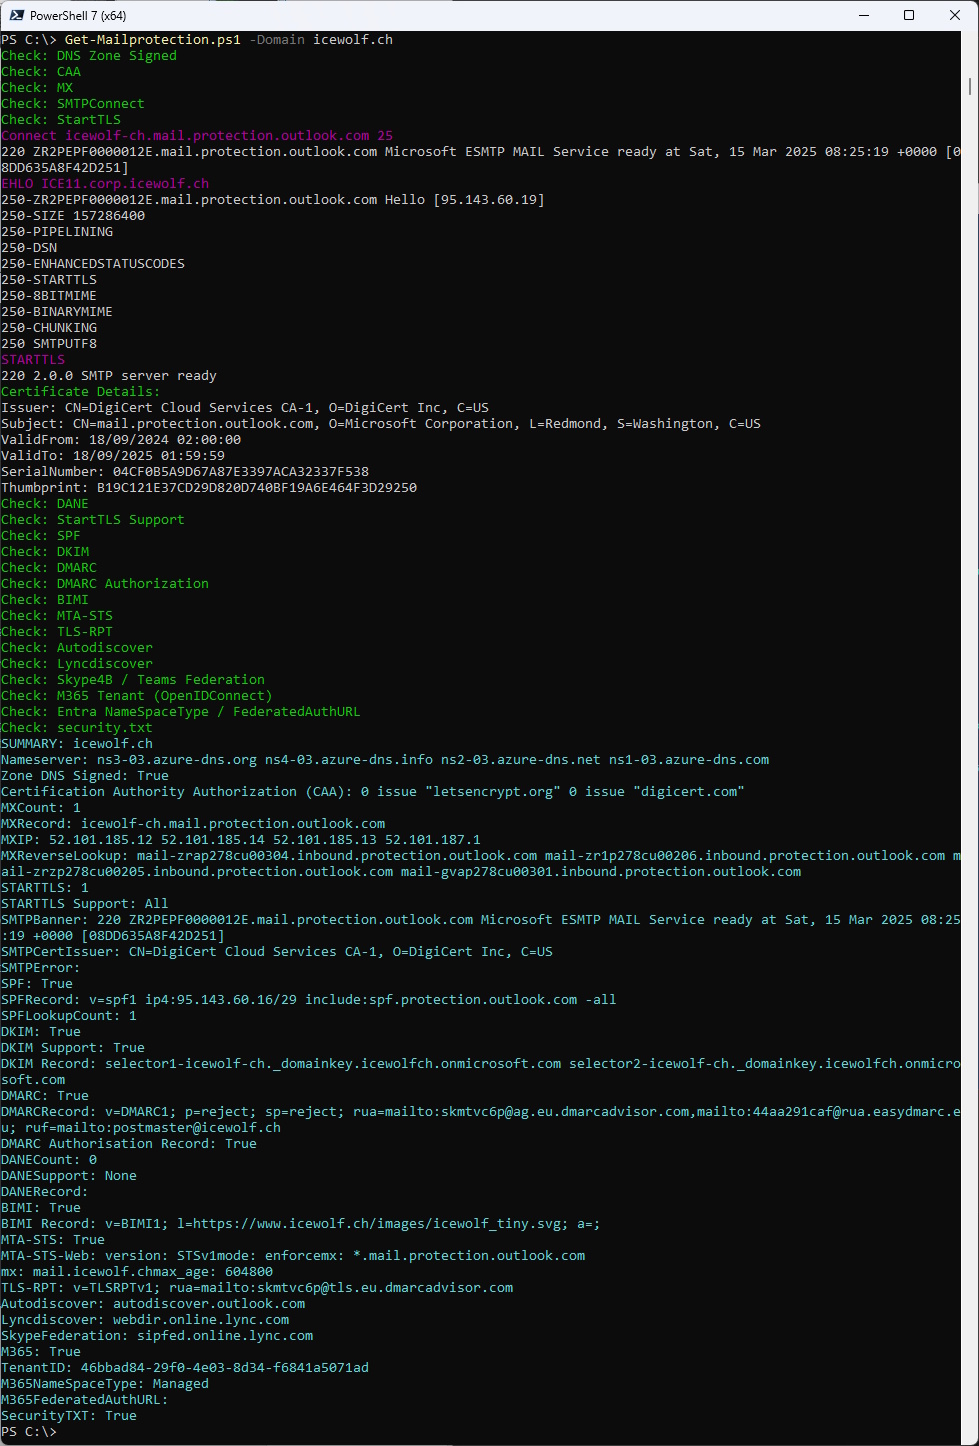 PowerShell 7 (x64)
PS C:\> Get-Mailprotection.ps1 -Domain icewolf.ch
Check: DNS Zone Signed
Check: CAA
Check: MX
Check: SMTPConnect
Check: StartTLS
Connect icewolf-ch.mail.protection.outlook.com 25
220 ZR2PEPF0000012E.mail.protection.outlook.com Microsoft ESMTP MAIL Service ready at Sat, 15 Mar 2025 08:25:19 +0000 [0
8DD635A8F42D251]
EHLO ICE11.corp.icewolf.ch
250-ZR2PEPF0000012E.mail.protection.outlook.com Hello [95.143.60.19]
250-SIZE 157286400
250-PIPELINING
250-DSN
250-ENHANCEDSTATUSCODES
250-STARTTLS
250-8BITMIME
250-BINARYMIME
250-CHUNKING
250 SMTPUTF8
STARTTLS
220 2.0.0 SMTP server ready
Certificate Details:
Issuer: CN=DigiCert Cloud Services CA-1, O=DigiCert Inc, C=US
Subject: CN=mail.protection.outlook.com, O=Microsoft Corporation, L=Redmond, S=Washington, C=US
ValidFrom: 18/09/2024 02:00:00
ValidTo: 18/09/2025 01:59:59
SerialNumber: 04CF0B5A9D67A87E3397ACA32337F538
Thumbprint: B19C121E37CD29D820D740BF19A6E464F3D29250
Check: DANE
Check: StartTLS Support
Check: SPF
Check: DKIM
Check: DMARC
Check: DMARC Authorization
Check: BIMI
Check: MTA-STS
Check: TLS-RPT
Check: Autodiscover
Check: Lyncdiscover
Check: Skype4B / Teams Federation
Check: M365 Tenant (OpenIDConnect)
Check: Entra NameSpaceType / FederatedAuthURL
Check: security.txt
SUMMARY: icewolf.ch
Nameserver: ns3-03.azure-dns.org ns4-03.azure-dns.info ns2-03.azure-dns.net ns1-03.azure-dns.com
Zone DNS Signed: True
Certification Authority Authorization (CAA): 0 issue "letsencrypt.org" 0 issue "digicert.com"
MXCount: 1
MXRecord: icewolf-ch.mail.protection.outlook.com
MXIP: 52.101.185.12 52.101.185.14 52.101.185.13 52.101.187.1
MXReverseLookup: mail-zrap278cu00304.inbound.protection.outlook.com mail-zr1p278cu00206.inbound.protection.outlook.com m
ail-zrzp278cu00205.inbound.protection.outlook.com mail-gvap278cu00301.inbound.protection.outlook.com
STARTTLS: 1
STARTTLS Support: All
SMTPBanner: 220 ZR2PEPF0000012E.mail.protection.outlook.com Microsoft ESMTP MAIL Service ready at Sat, 15 Mar 2025 08:25
:19 +0000 [08DD635A8F42D251]
SMTPCertIssuer: CN=DigiCert Cloud Services CA-1, O=DigiCert Inc, C=US
SMTPError:
SPF: True
SPFRecord: v=spf1 ip4:95.143.60.16/29 include:spf.protection.outlook.com -all
SPFLookupCount: 1
DKIM: True
DKIM Support: True
DKIM Record: selector1-icewolf-ch._domainkey.icewolfch.onmicrosoft.com selector2-icewolf-ch._domainkey.icewolfch.onmicro
soft.com
DMARC: True
DMARCRecord: v=DMARC1; p=reject; sp=reject; rua=mailto:skmtvc6p@ag.eu.dmarcadvisor.com,mailto:44aa291caf@rua.easydmarc.e
u; ruf=mailto:postmaster@icewolf.ch
DMARC Authorisation Record: True
DANECount: 0
DANESupport: None
DANERecord:
BIMI: True
BIMI Record: v=BIMI1; l=https://www.icewolf.ch/images/icewolf_tiny.svg; a=;
MTA-STS: True
MTA-STS-Web: version: STSv1mode: enforcemx: *.mail.protection.outlook.com
mx: mail.icewolf.chmax_age: 604800
TLS-RPT: v=TLSRPTv1; rua=mailto:skmtvc6p@tls.eu.dmarcadvisor.com
Autodiscover: autodiscover.outlook.com
Lyncdiscover: webdir.online.lync.com
SkypeFederation: sipfed.online.lync.com
M365: True
TenantID: 46bbad84-29f0-4e03-8d34-f6841a5071ad
M365NameSpaceType: Managed
M365FederatedAuthURL:
SecurityTXT: True
PS C:\>